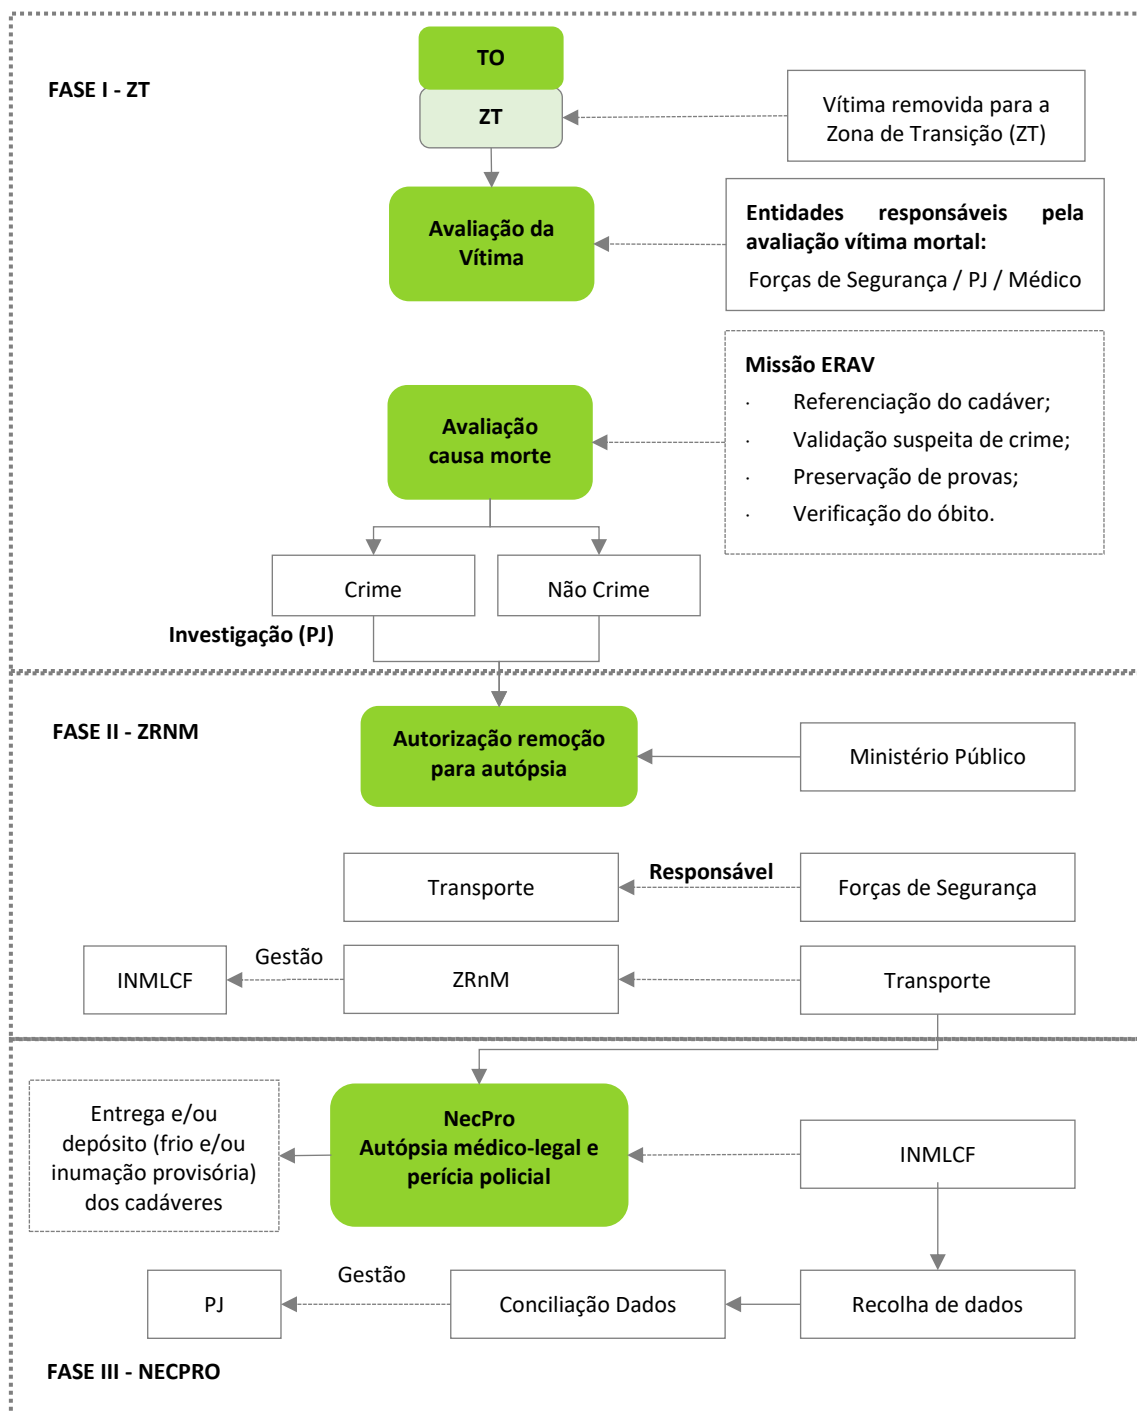 FASE I - ZT
TO
ZT
Vítima removida para a
Zona de Transição (ZT)
Avaliação da
Vítima
Entidades responsáveis pela
avaliação vítima mortal:
Forças de Segurança / PJ / Médico
Avaliação
causa morte
Missão ERAV
· Referenciação do cadáver;
· Validação suspeita de crime;
· Preservação de provas;
· Verificação do óbito.
Crime
Não Crime
Investigação (PJ)
FASE II - ZRNM
Autorização remoção
para autópsia
Ministério Público
Transporte
Responsável
Forças de Segurança
INMLCF
Gestão
ZRnM
Transporte
Entrega e/ou
depósito (frio e/ou
inumação provisória)
dos cadáveres
NecPro
Autópsia médico-legal e
perícia policial
INMLCF
PJ
Gestão
Conciliação Dados
Recolha de dados
FASE III - NECPRO